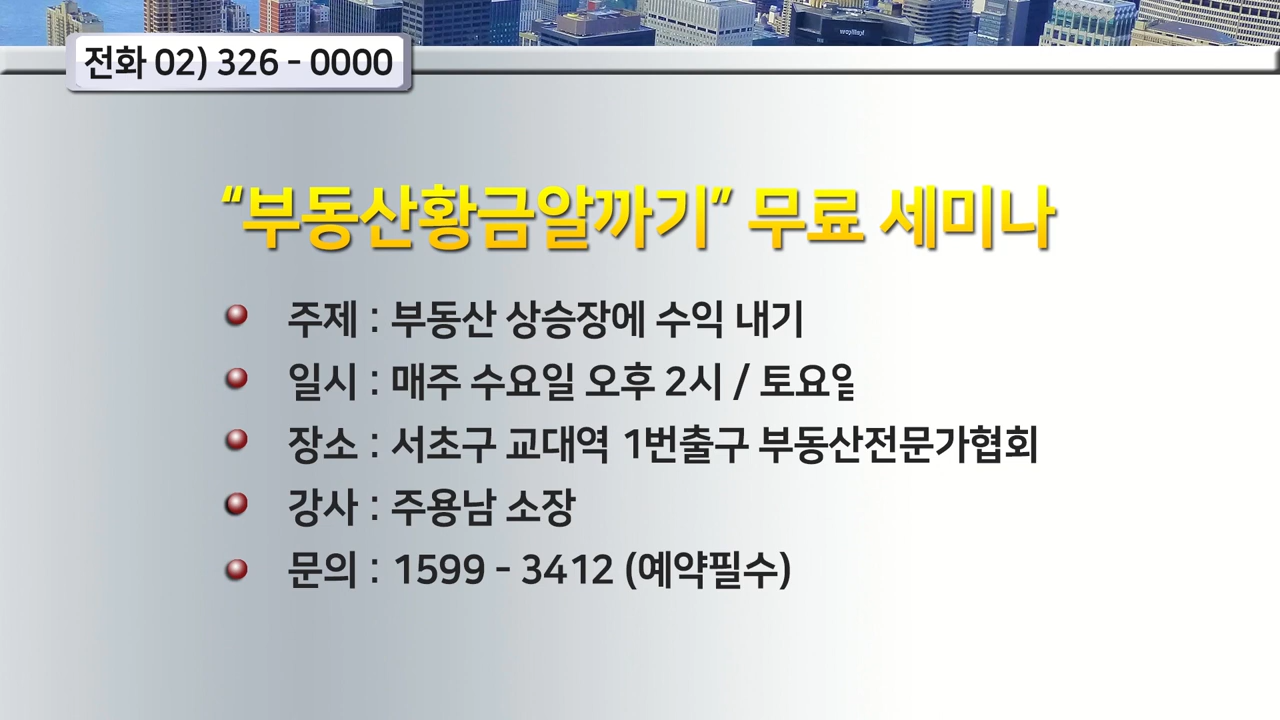 전화 02) 326 - 0000
“부동산황금알까기” 무료 세미나
주제 : 부동산 상승장에 수익 내기
일시 : 매주 수요일 오후 2시 / 토요일
장소 : 서초구 교대역 1번출구 부동산전문가협회
강사 : 주용남 소장
문의 : 1599 - 3412 (예약필수)